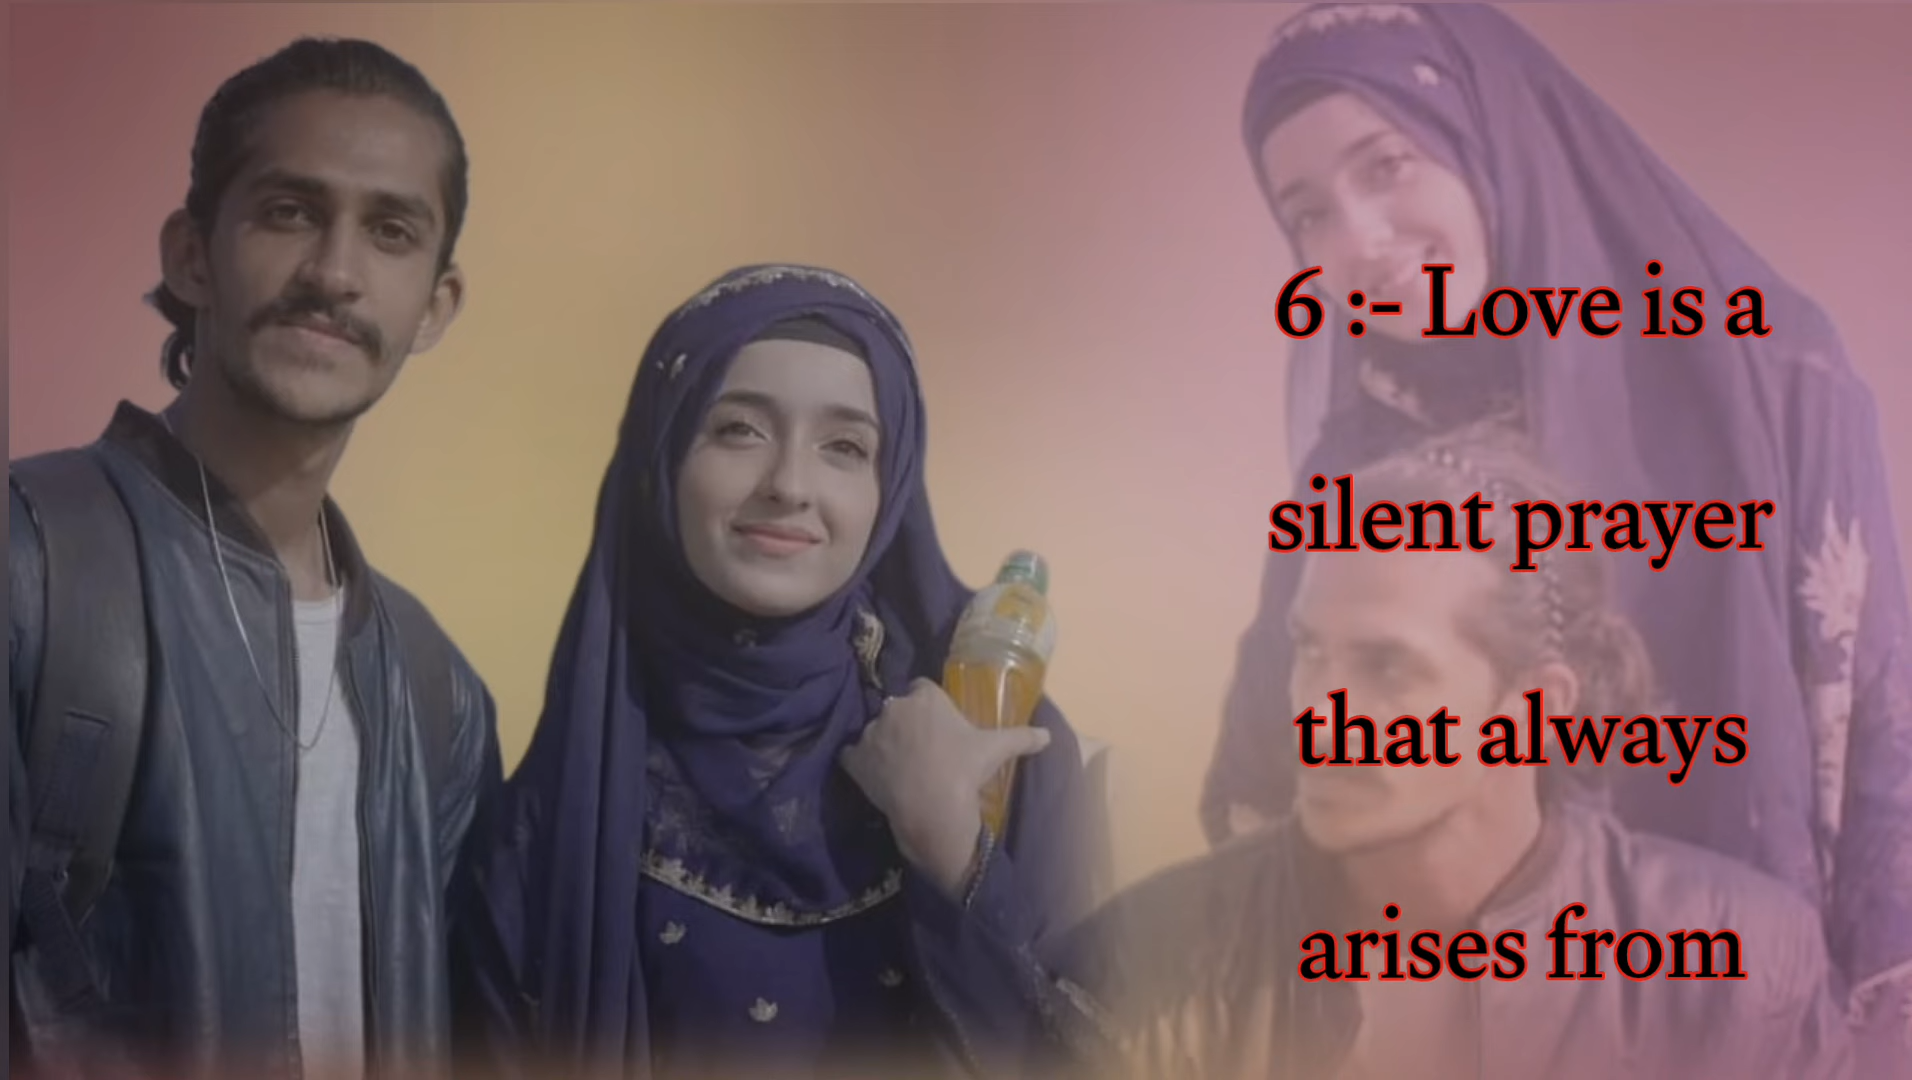 6 :- Love is a
silent prayer
that always
arises from